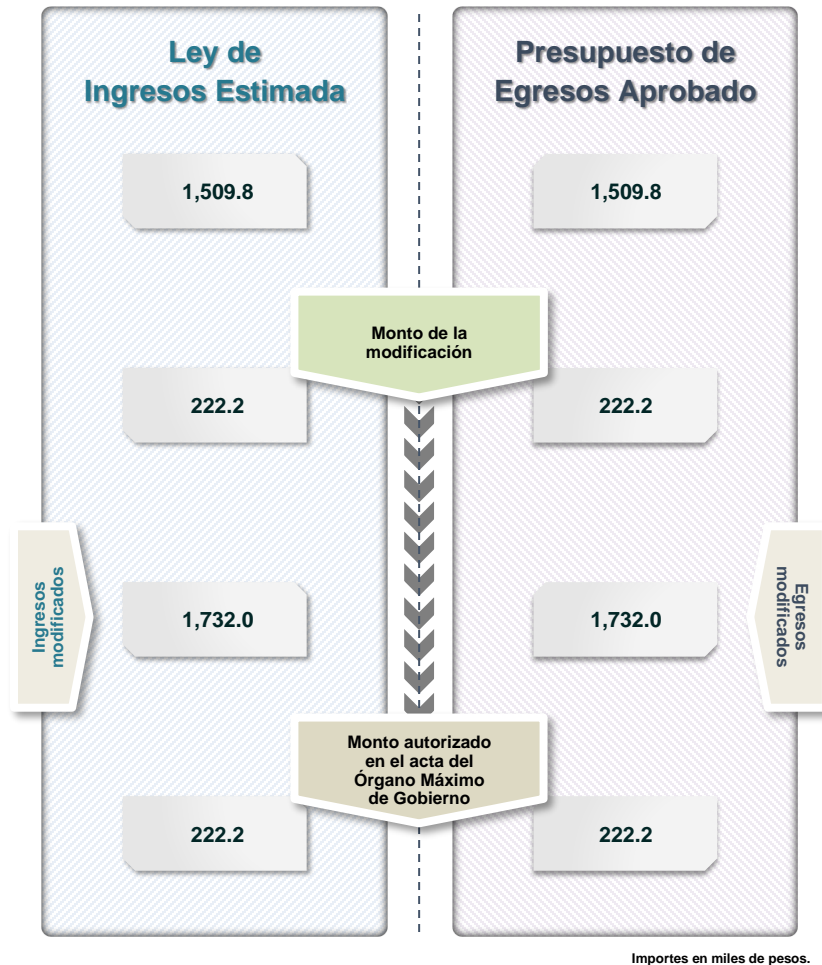 Ley de
Ingresos Estimada
Presupuesto de
Egresos Aprobado
1,509.8
1,509.8
Monto de la
modificación
222.2
222.2
Ingresos
modificados
1,732.0
1,732.0
Egresos
modificados
Monto autorizado
en el acta del
Órgano Máximo
de Gobierno
222.2
222.2
Importes en miles de pesos.